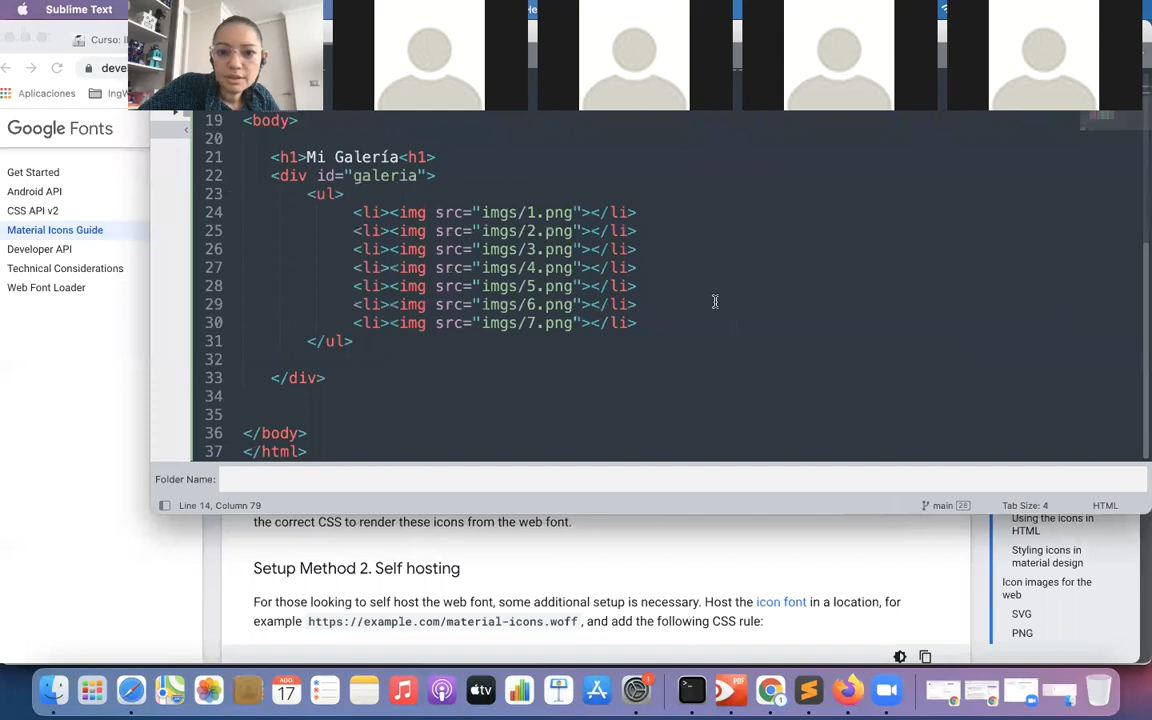 Sublime Text
He
Curso: I
deve
Aplicaciones
IngW
Google Fonts
Get Started
Android API
CSS API v2
Material Icons Guide
Developer API
Technical Considerations
Web Font Loader
19 <body>
20
21 <h1>Mi Galería<h1>
22 <div id="galeria">
23 <ul>
24 <li><img src="imgs/1.png"></li>
25 <li><img src="imgs/2.png"></li>
26 <li><img src="imgs/3.png"></li>
27 <li><img src="imgs/4.png"></li>
28 <li><img src="imgs/5.png"></li>
29 <li><img src="imgs/6.png"></li>
30 <li><img src="imgs/7.png"></li>
31 </ul>
32
33 </div>
34
35
36 </body>
37 </html>
Folder Name:
Line 14, Column 79
main 28
Tab Size: 4
HTML
the correct CSS to render these icons from the web font.
Setup Method 2. Self hosting
For those looking to self host the web font, some additional setup is necessary. Host the icon font in a location, for
example https://example.com/material-icons.woff, and add the following CSS rule:
Using the icons in
HTML
Styling icons in
material design
Icon images for the
web
SVG
PNG
AGO
17
tv
1